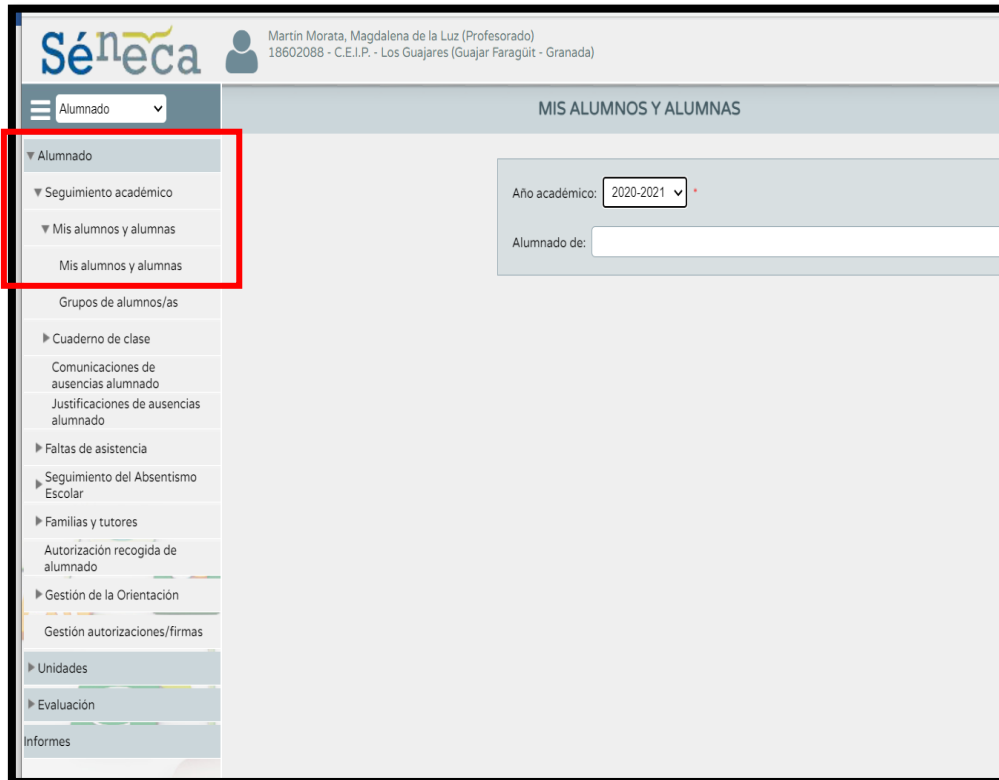 Séneca
Martín Morata, Magdalena de la Luz (Profesorado)
18602088 - C.E.I.P. - Los Guajares (Guajar Faragüit - Granada)
Alumnado
MIS ALUMNOS Y ALUMNAS
Alumnado
Seguimiento académico
Mis alumnos y alumnas
Mis alumnos y alumnas
Grupos de alumnos/as
Cuaderno de clase
Comunicaciones de
ausencias alumnado
Justificaciones de ausencias
alumnado
Faltas de asistencia
Seguimiento del Absentismo
Escolar
Familias y tutores
Autorización recogida de
alumnado
Gestión de la Orientación
Gestión autorizaciones/firmas
Unidades
Evaluación
Informes
Año académico: 2020-2021 *
Alumnado de: